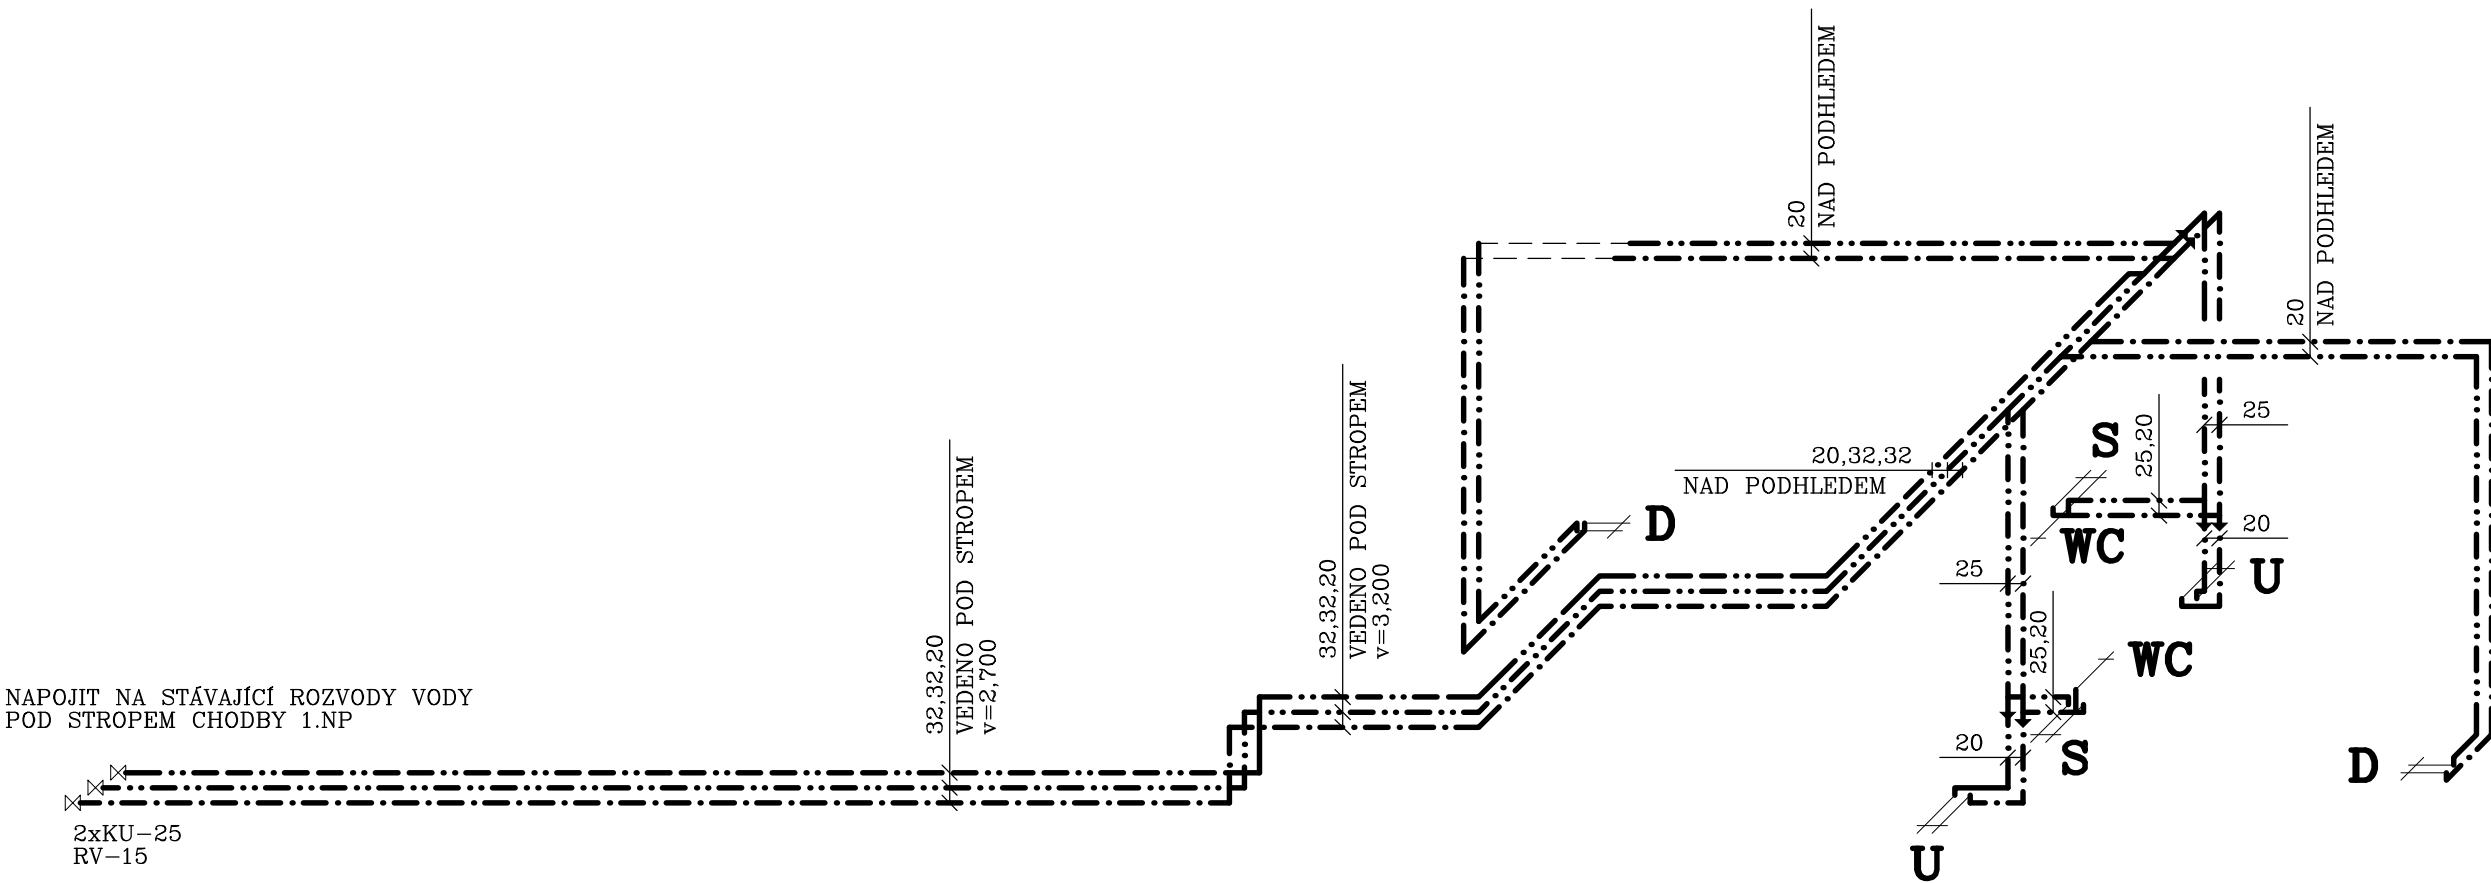 NAPOJIT NA STÁVAJÍCÍ ROZVODY VODY
POD STROPEM CHODBY 1.NP
2xKU-25
RV-15
32,32,20
VEDENO POD STROPEM
v=2,700
32,32,20
VEDENO POD STROPEM
v=3,200
D
20
NAD PODHLEDEM
20,32,32
NAD PODHLEDEM
20
NAD PODHLEDEM
S
25,20
25
WC
20
U
25
25,20
WC
20
S
U
D